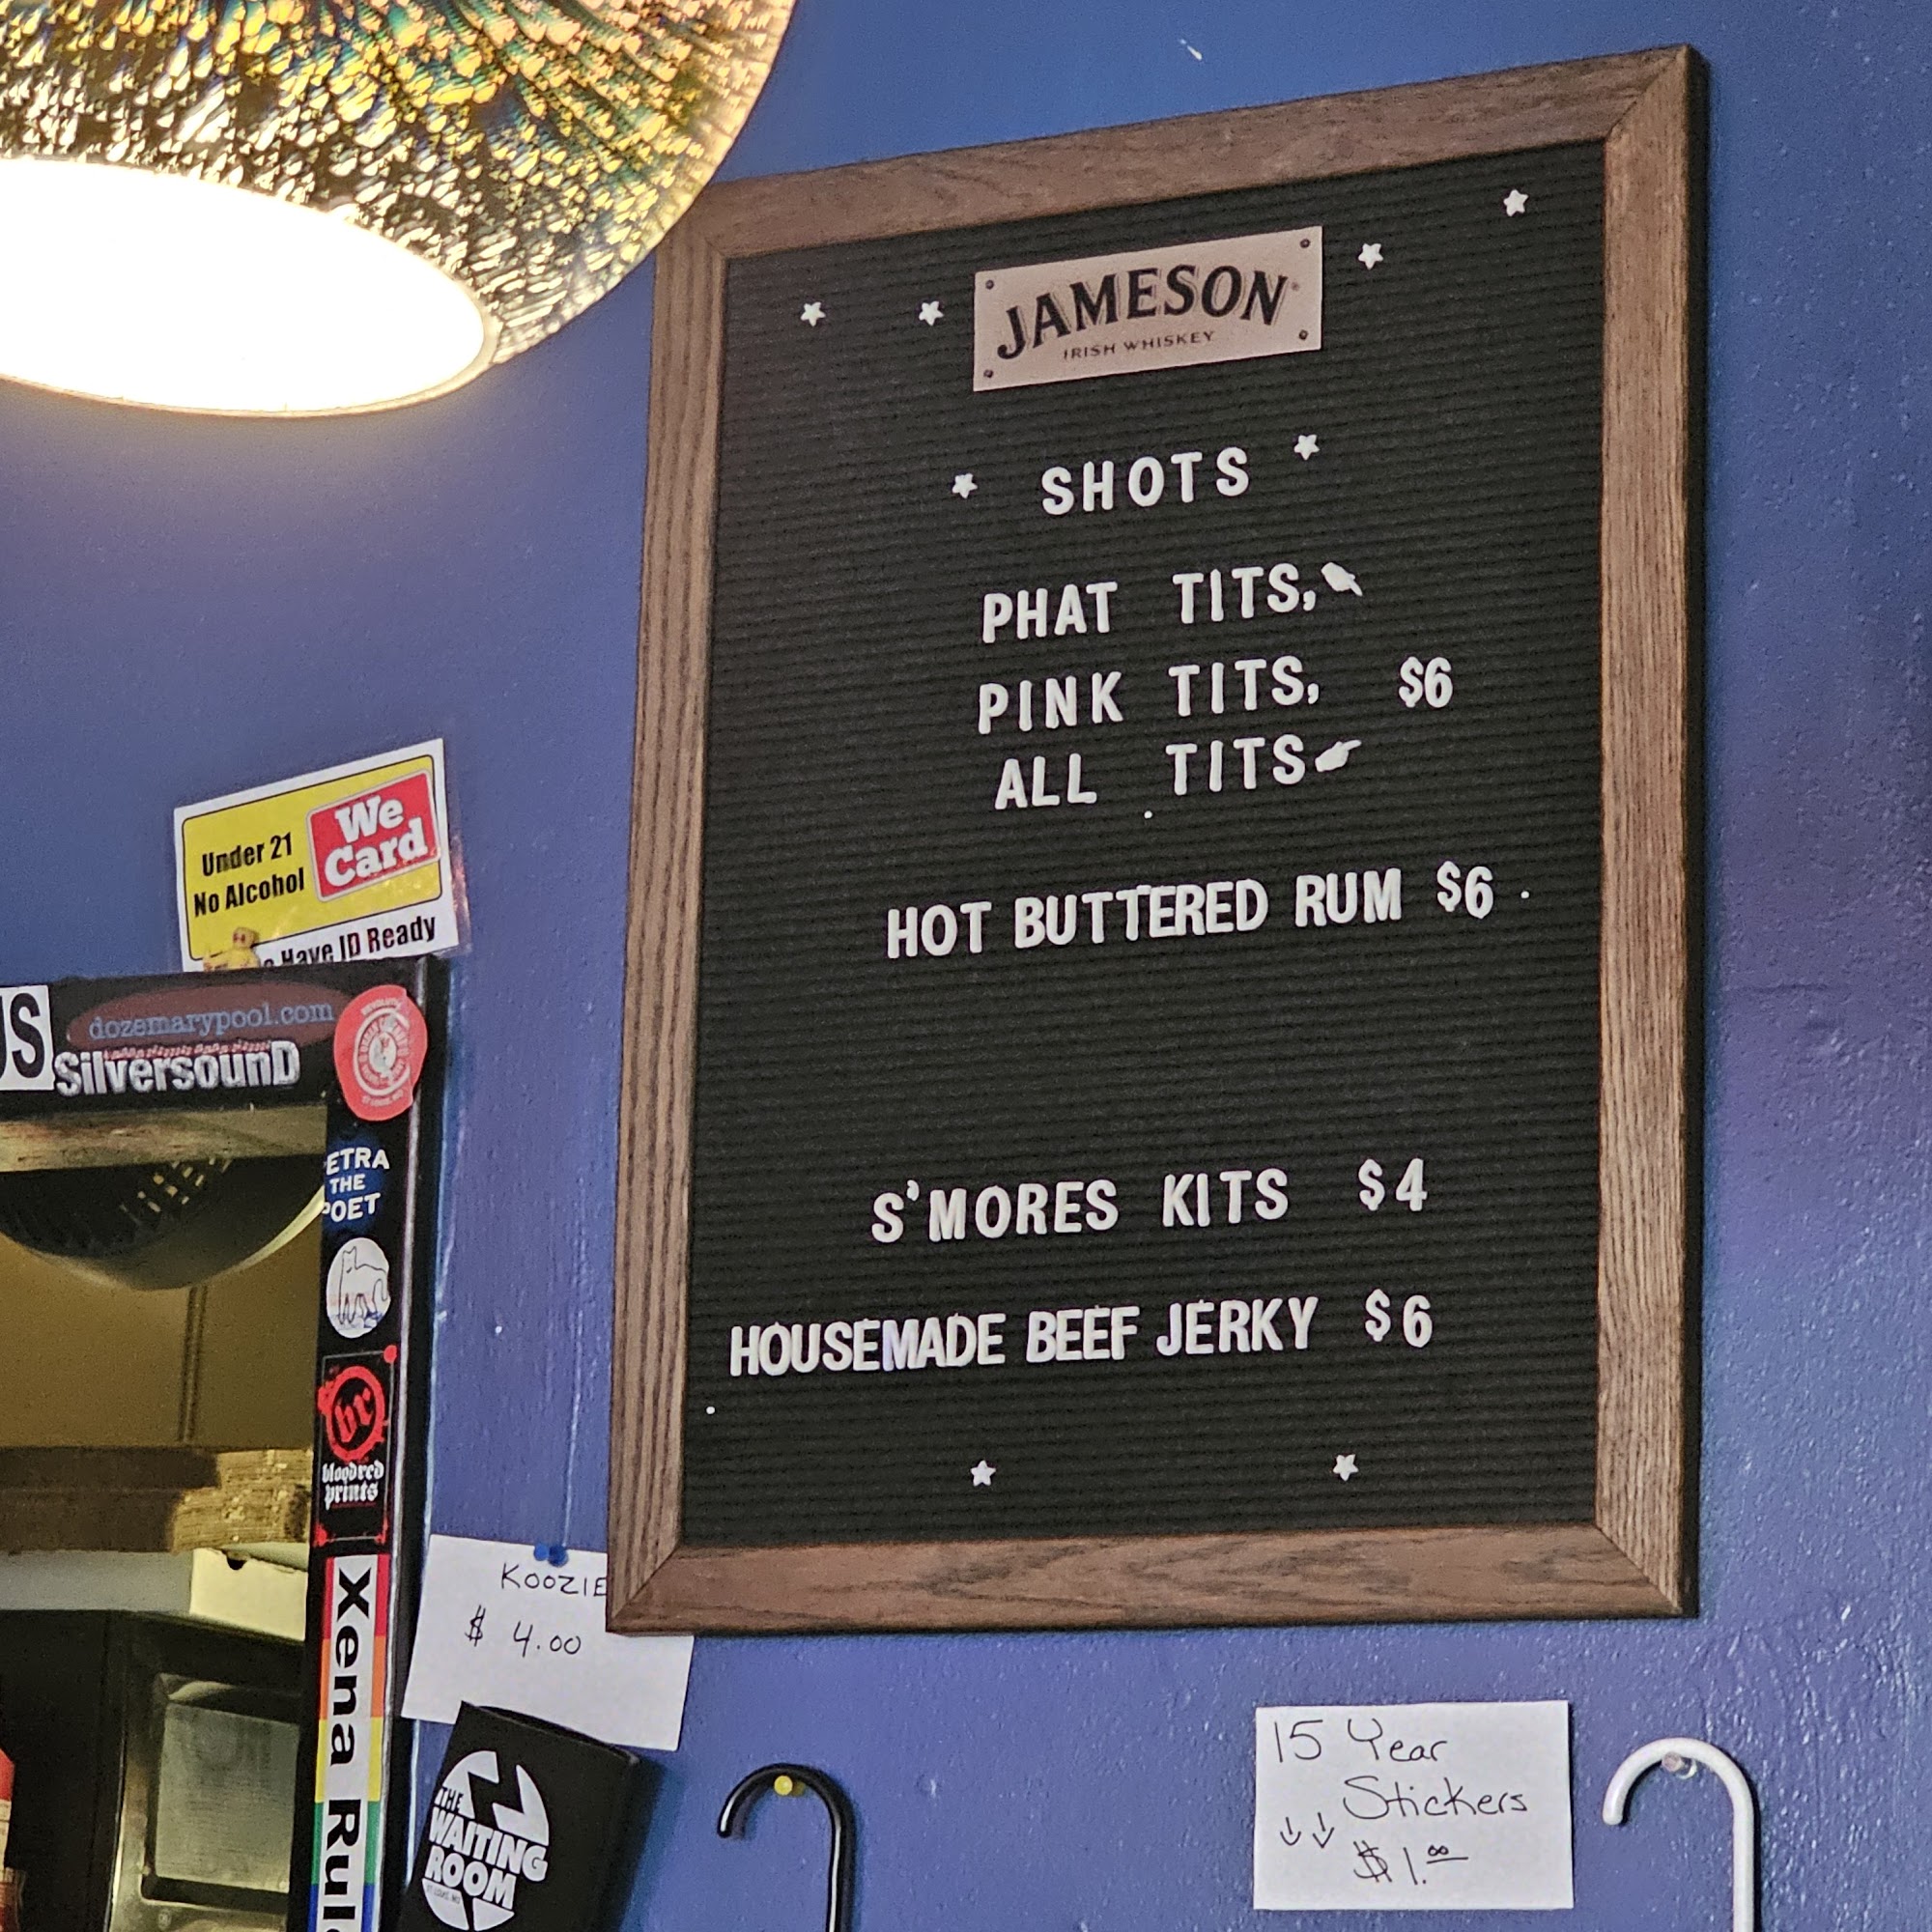 JAMESON
IRISH WHISKEY
SHOTS
PHAT TITS,
PINK TITS, $6
ALL TITS
HOT BUTTERED RUM $6
S'MORES KITS $4
HOUSEMADE BEEF JERKY $6
We
Card
Under 21
No Alcohol
Have ID Ready
US
dozemarypool.com
SilversounD
ETRA
THE
POET
br
bloodred
prints
Xena Rul
KOOZIE
$ 4.00
THE
WAITING
ROOM
15 Year
Stickers
↓↓ $1.00